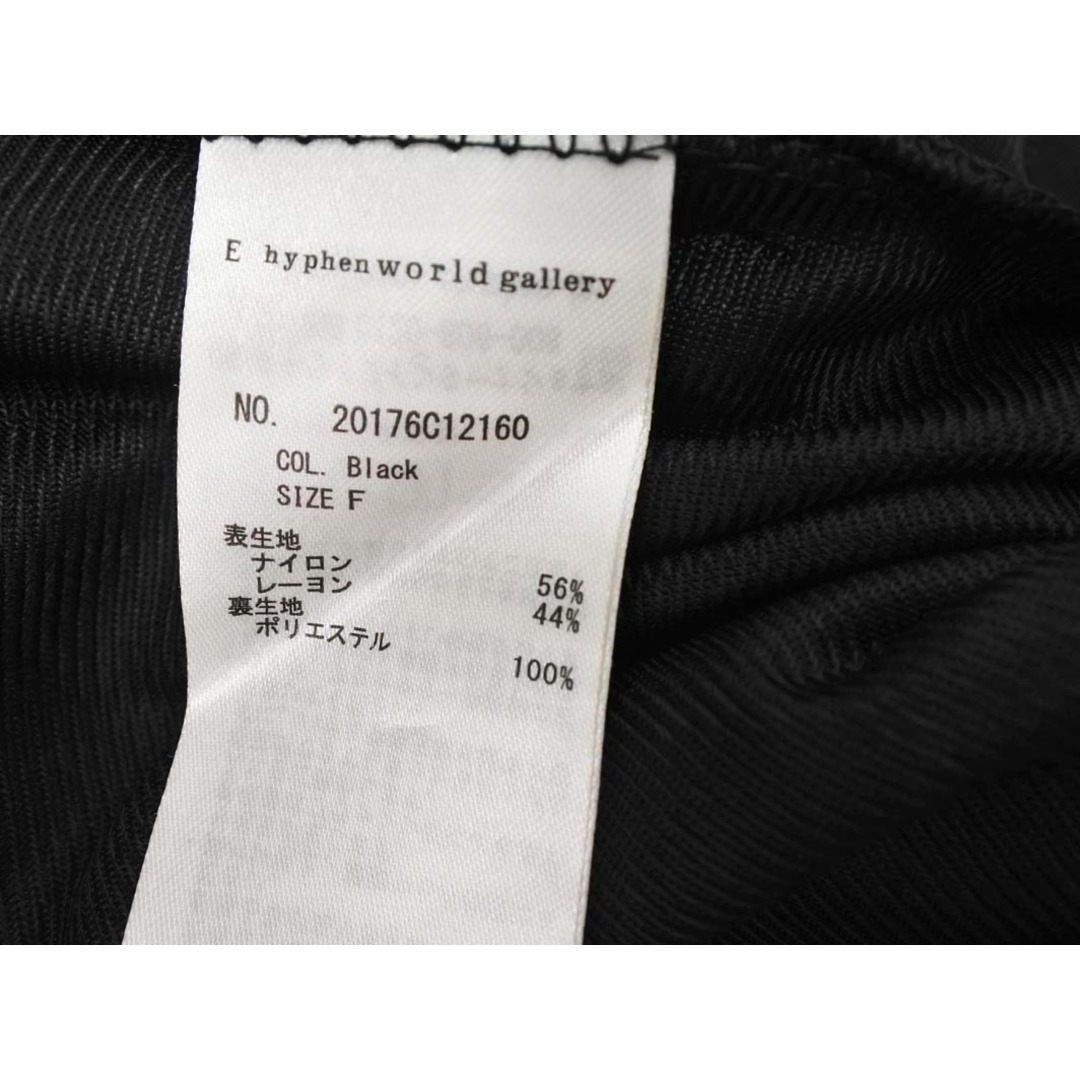 E hyphen world gallery
NO. 20176C12160
COL. Black
SIZE F
表生地
ナイロン 56%
レーヨン 44%
裏生地
ポリエステル 100%